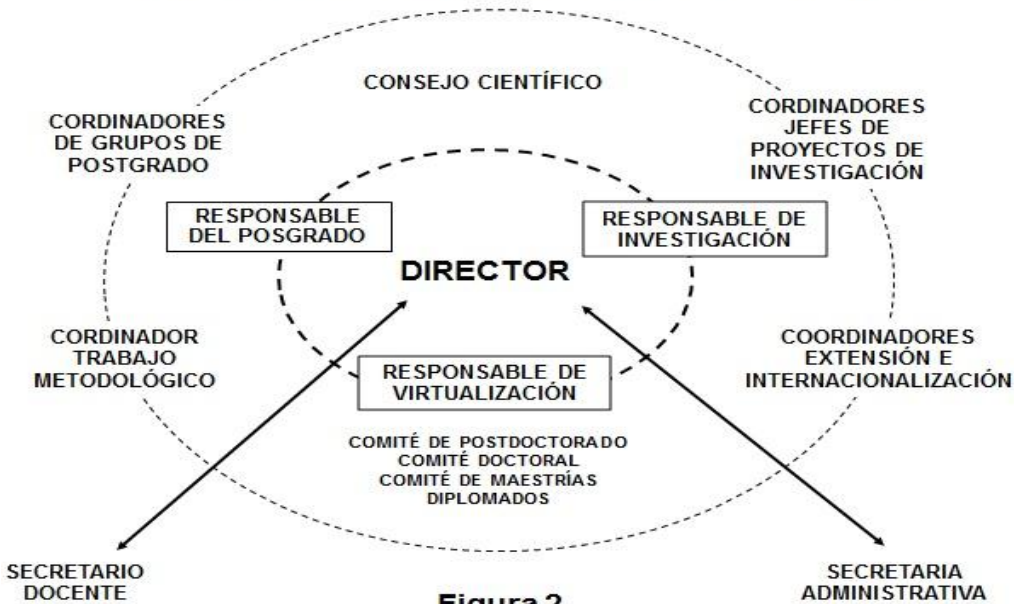 CONSEJO CIENTÍFICO
CORDINADORES
DE GRUPOS DE
POSTGRADO
CORDINADORES
JEFES DE
PROYECTOS DE
INVESTIGACIÓN
RESPONSABLE
DEL POSGRADO
RESPONSABLE DE
INVESTIGACIÓN
DIRECTOR
CORDINADOR
TRABAJO
METODOLÓGICO
RESPONSABLE DE
VIRTUALIZACIÓN
COORDINADORES
EXTENSIÓN E
INTERNACIONALIZACIÓN
COMITÉ DE POSTDOCTORADO
COMITÉ DOCTORAL
COMITÉ DE MAESTRÍAS
DIPLOMADOS
SECRETARIO
DOCENTE
SECRETARIA
ADMINISTRATIVA
Figura 2